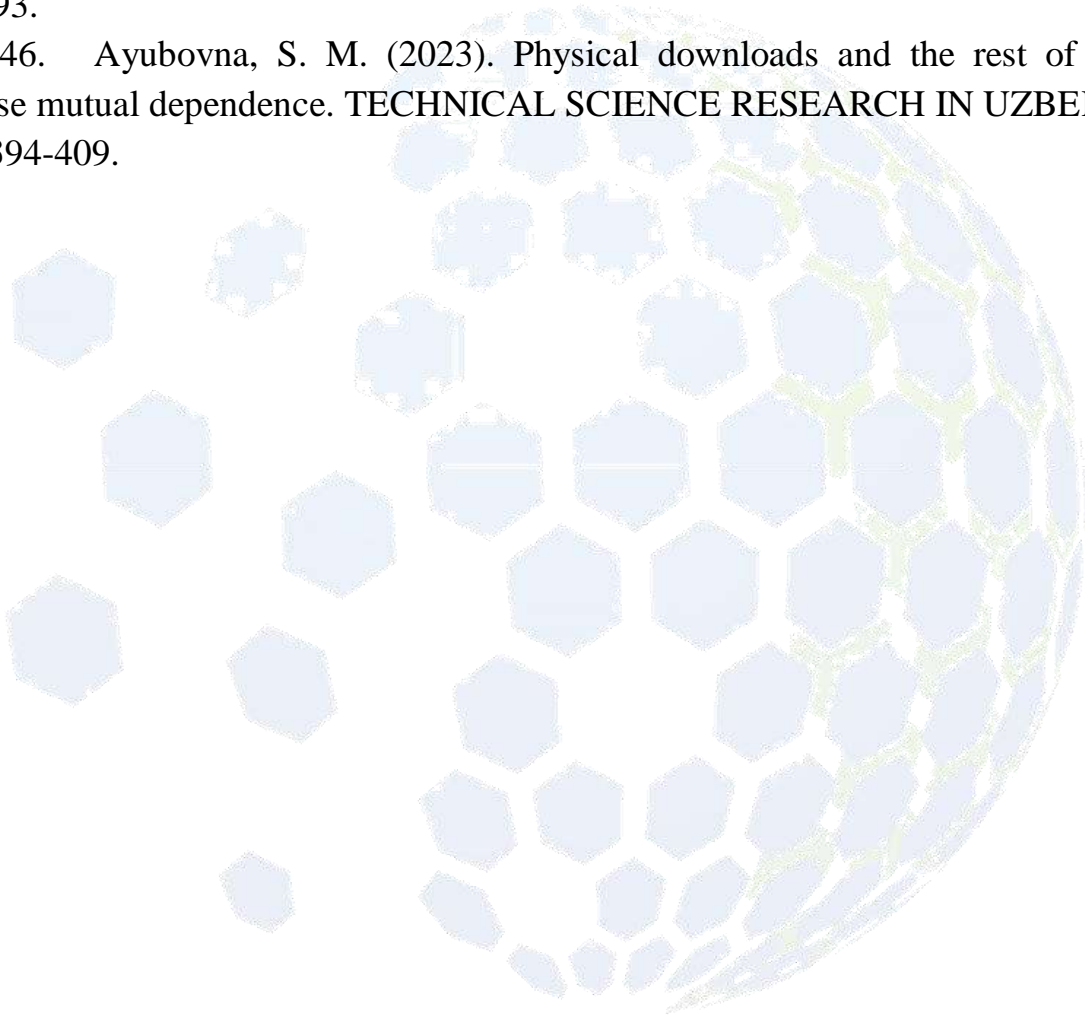 93.
46. Ayubovna, S. M. (2023). Physical downloads and the rest of
se mutual dependence. TECHNICAL SCIENCE RESEARCH IN UZBE
394-409.